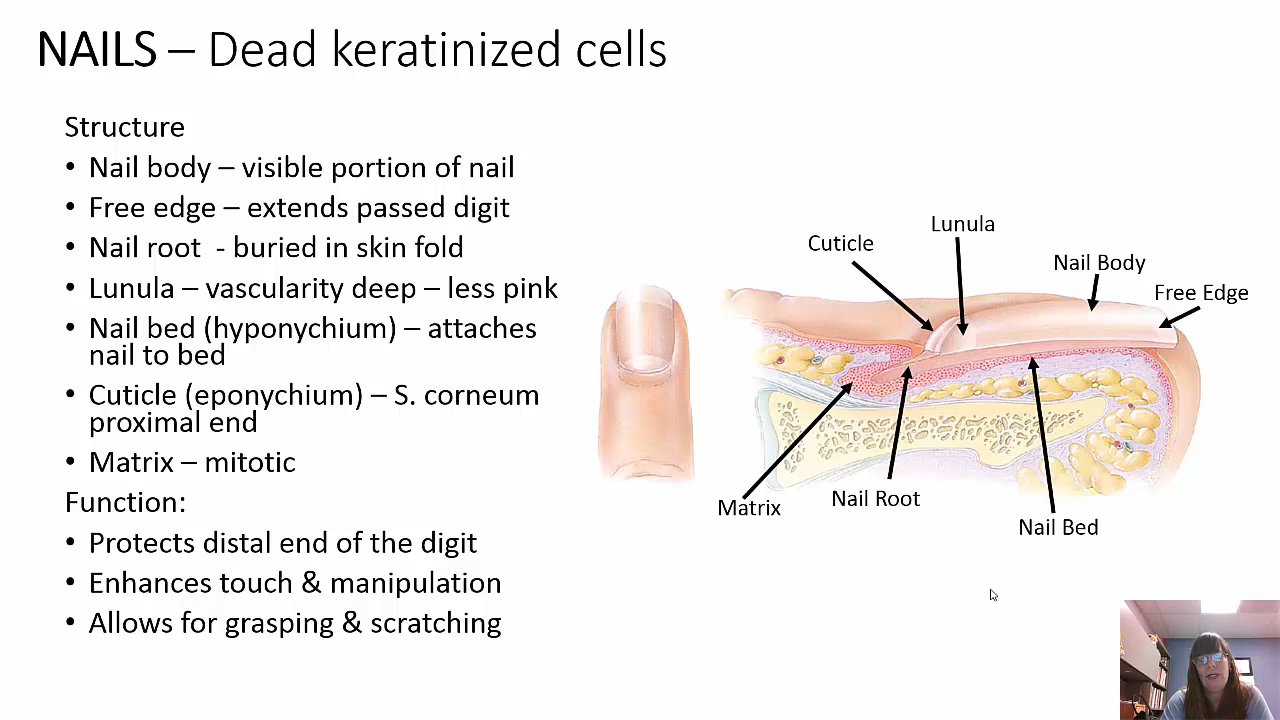 NAILS – Dead keratinized cells
Structure
• Nail body – visible portion of nail
• Free edge – extends passed digit
• Nail root  - buried in skin fold
• Lunula – vascularity deep – less pink
• Nail bed (hyponychium) – attaches
nail to bed
• Cuticle (eponychium) – S. corneum
proximal end
• Matrix – mitotic
Function:
• Protects distal end of the digit
• Enhances touch & manipulation
• Allows for grasping & scratching
Lunula
Cuticle
Nail Body
Free Edge
Matrix
Nail Root
Nail Bed